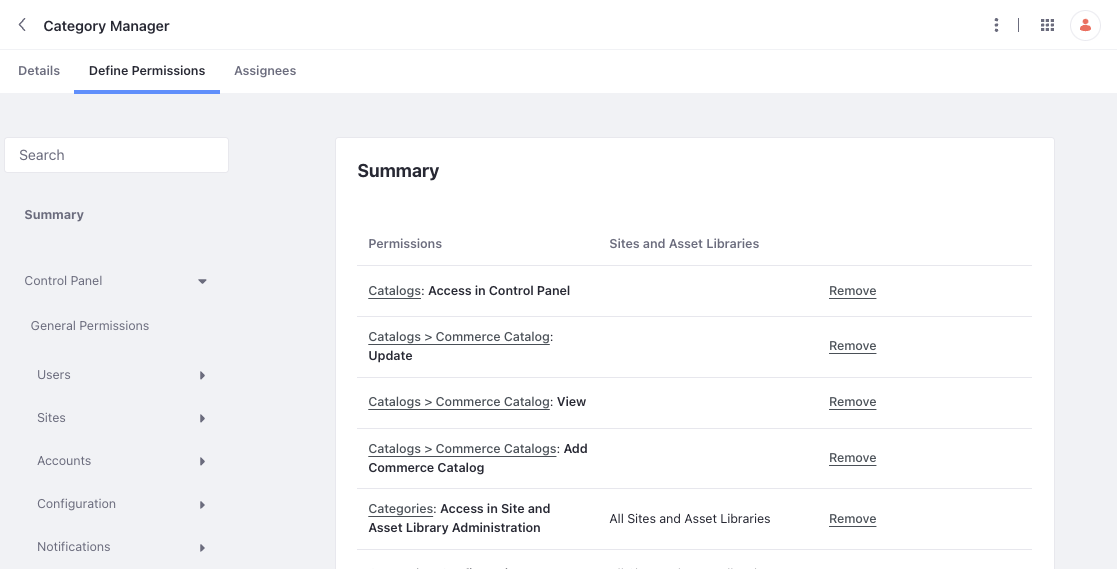 Category Manager
Details
Define Permissions
Assignees
Search
Summary
Control Panel
General Permissions
Users
Sites
Accounts
Configuration
Notifications
Summary
Permissions
Sites and Asset Libraries
Catalogs: Access in Control Panel
Remove
Catalogs > Commerce Catalog:
Update
Remove
Catalogs > Commerce Catalog: View
Remove
Catalogs > Commerce Catalogs: Add
Commerce Catalog
Remove
Categories: Access in Site and
Asset Library Administration
All Sites and Asset Libraries
Remove